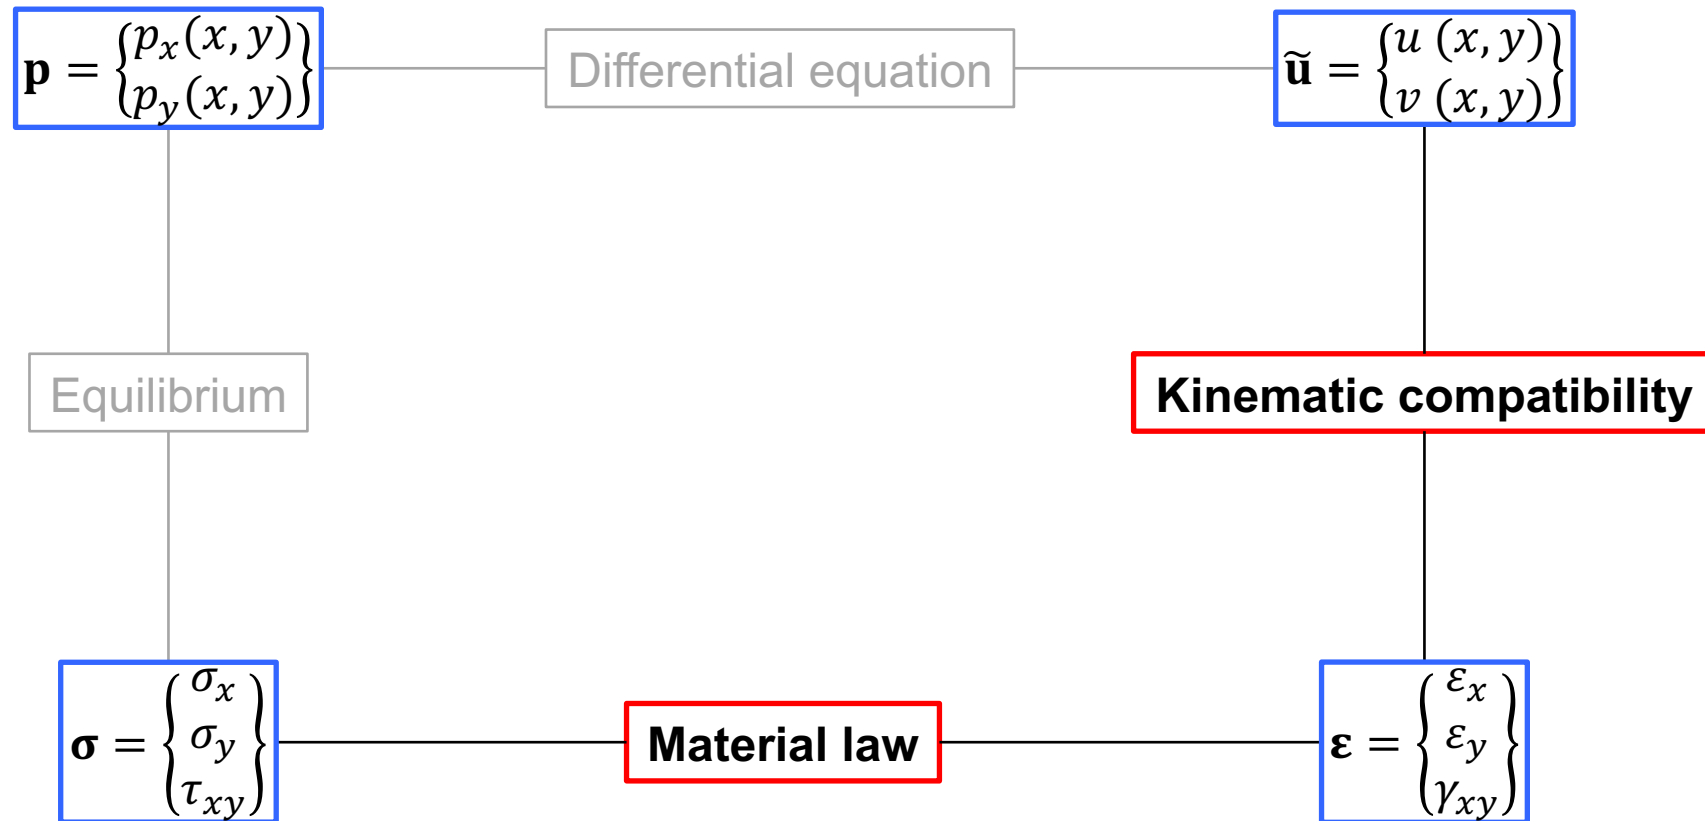 𝐩 = {p_x(x, y) p_y(x, y)}
Differential equation
𝐮̃ = {u (x, y) v (x, y)}
Equilibrium
Kinematic compatibility
𝛔 = {σ_x σ_y τ_xy}
Material law
𝛆 = {ε_x ε_y γ_xy}